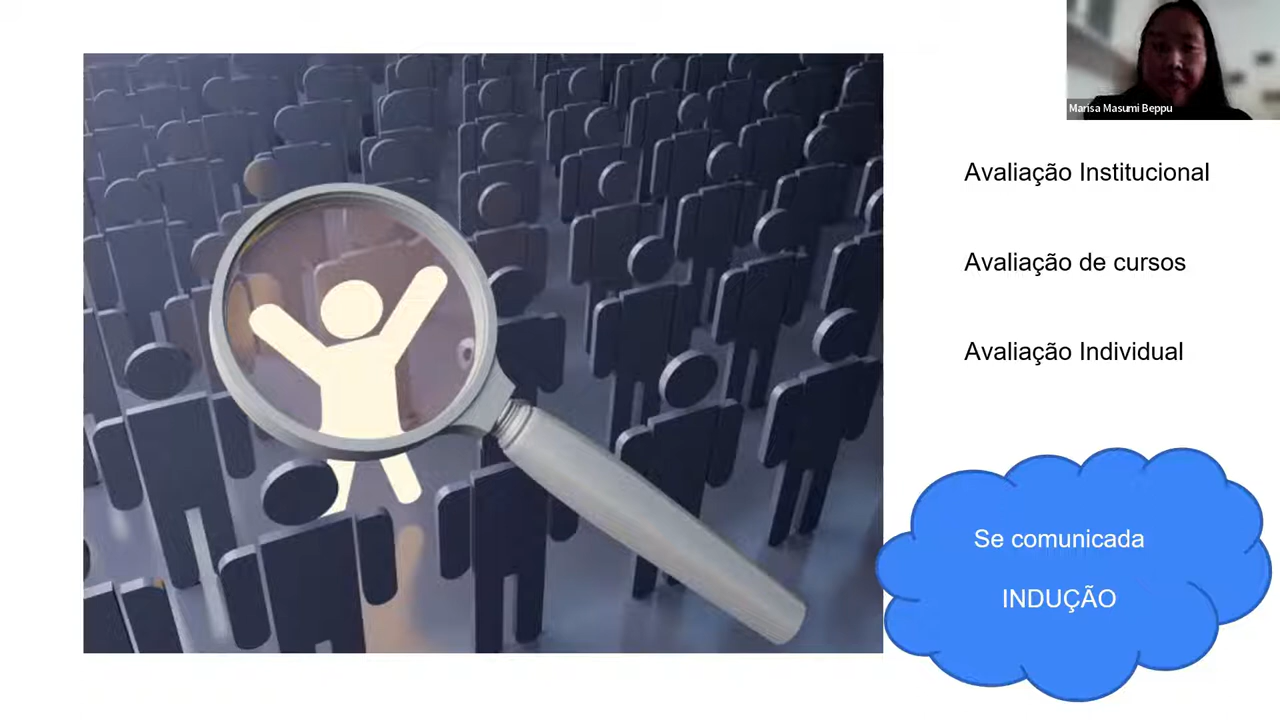 Marisa Masumi Beppu
Avaliação Institucional
Avaliação de cursos
Avaliação Individual
Se comunicada
INDUÇÃO